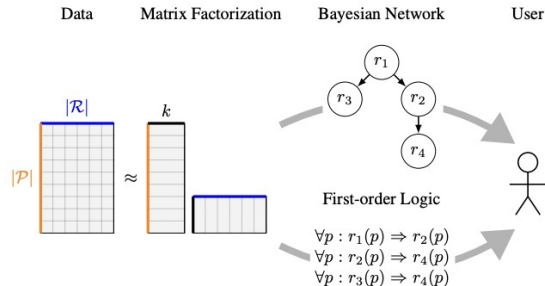 Data
Matrix Factorization
Bayesian Network
User
r₁
r₃
r₂
r₄
|ℛ|
k
|𝒫|
≈
First-order Logic
∀p : r₁(p) ⇒ r₂(p)
∀p : r₂(p) ⇒ r₄(p)
∀p : r₃(p) ⇒ r₄(p)